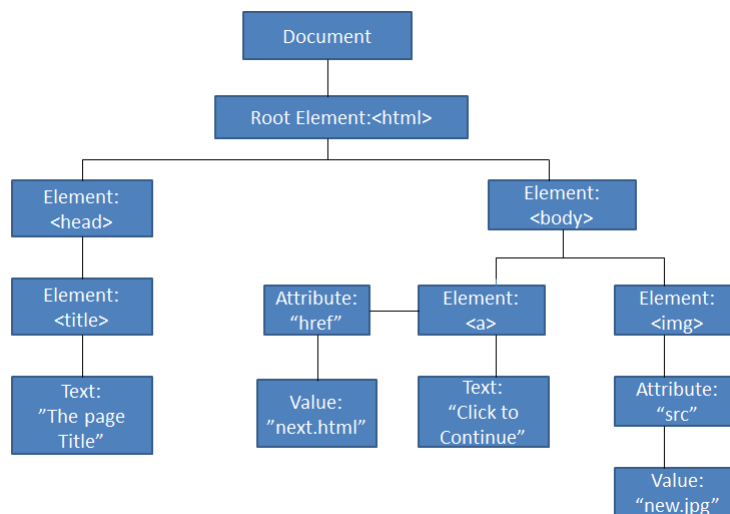 Document
Root Element:<html>
Element:
<head>
Element:
<body>
Element:
<title>
Attribute:
“href”
Element:
<a>
Element:
<img>
Text:
”The page
Title”
Value:
”next.html”
Text:
“Click to
Continue”
Attribute:
“src”
Value:
“new.jpg”